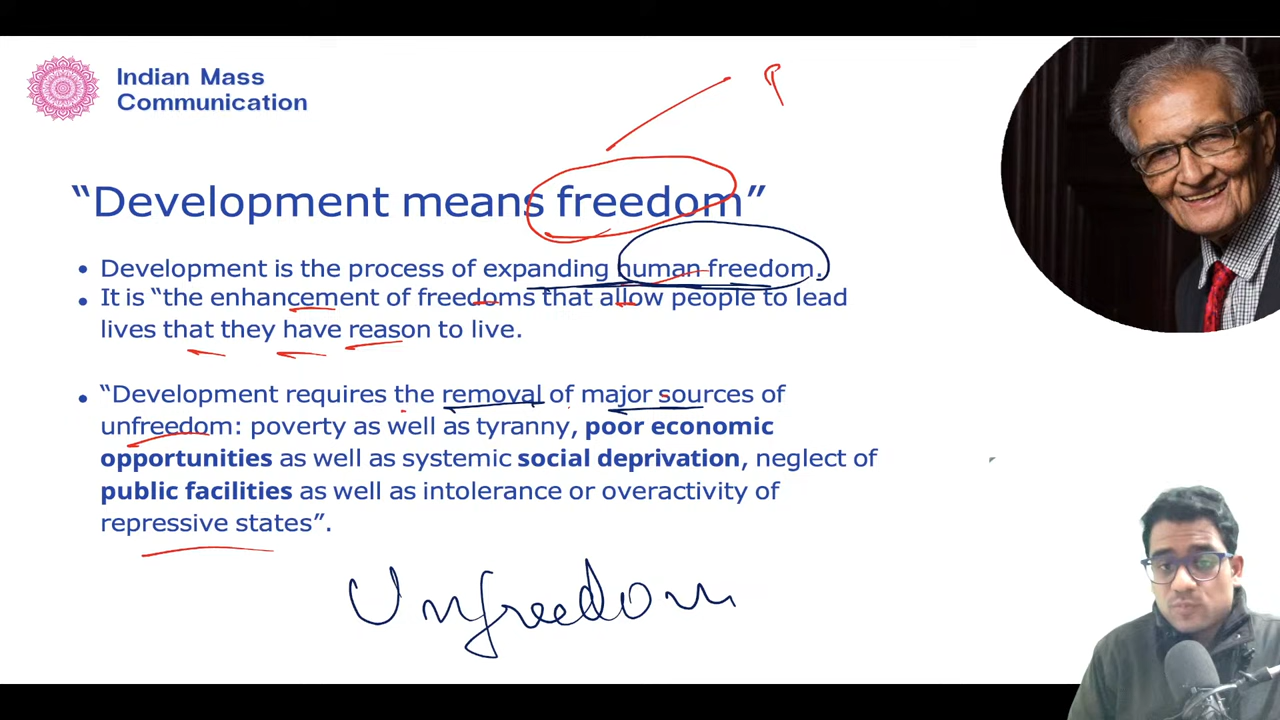 Indian Mass
Communication
“Development means freedom”
• Development is the process of expanding human freedom.
• It is “the enhancement of freedoms that allow people to lead
lives that they have reason to live.
• “Development requires the removal of major sources of
unfreedom: poverty as well as tyranny, poor economic
opportunities as well as systemic social deprivation, neglect of
public facilities as well as intolerance or overactivity of
repressive states”.
Unfreedom